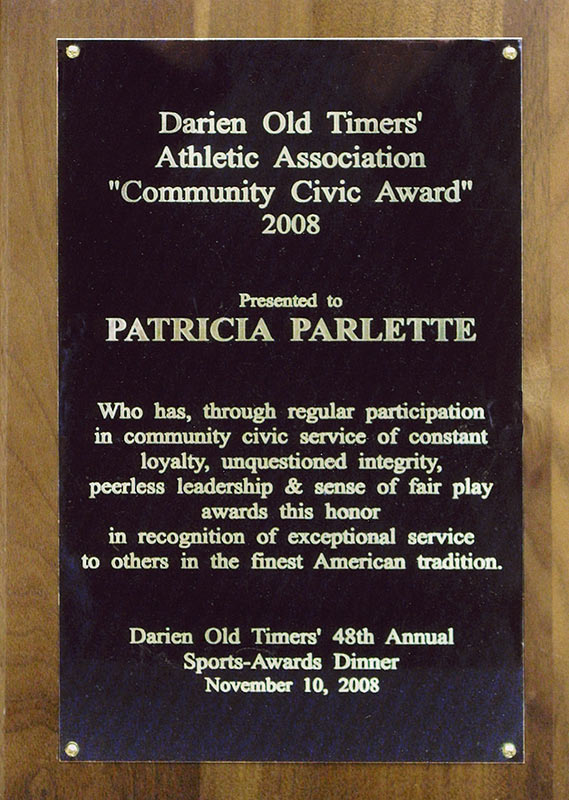 Darien Old Timers'
Athletic Association
"Community Civic Award"
2008
Presented to
PATRICIA PARLETTE
Who has, through regular participation
in community civic service of constant
loyalty, unquestioned integrity,
peerless leadership & sense of fair play
awards this honor
in recognition of exceptional service
to others in the finest American tradition.
Darien Old Timers' 48th Annual
Sports-Awards Dinner
November 10, 2008